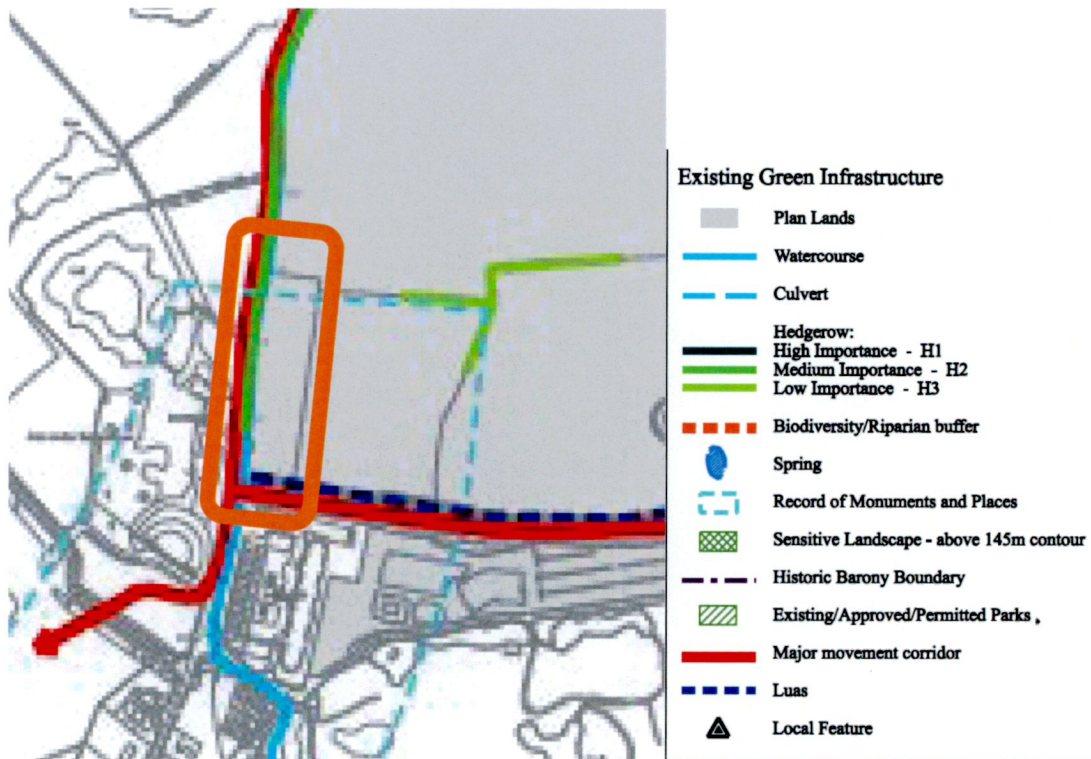 Existing Green Infrastructure
Plan Lands
Watercourse
Culvert
Hedgerow:
High Importance - H1
Medium Importance - H2
Low Importance - H3
Biodiversity/Riparian buffer
Spring
Record of Monuments and Places
Sensitive Landscape - above 145m contour
Historic Barony Boundary
Existing/Approved/Permitted Parks
Major movement corridor
Luas
Local Feature